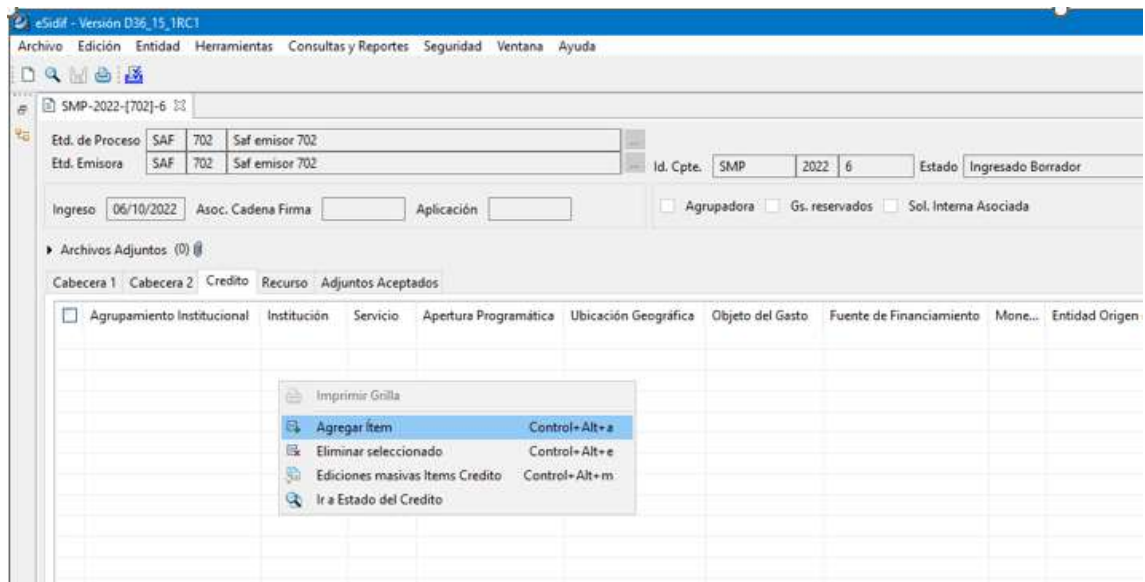 eSidif - Versión D36_15_1RC1
Archivo Edición Entidad Herramientas Consultas y Reportes Seguridad Ventana Ayuda
SMP-2022-[702]-6
Etd. de Proceso SAF 702 Saf emisor 702 ...
Etd. Emisora SAF 702 Saf emisor 702 ... Id. Cpte. SMP 2022 6 Estado Ingresado Borrador
Ingreso 06/10/2022 Asoc. Cadena Firma Aplicación Agrupadora Gs. reservados Sol. Interna Asociada
Archivos Adjuntos (0)
Cabecera 1 Cabecera 2 Credito Recurso Adjuntos Aceptados
Agrupamiento Institucional Institución Servicio Apertura Programática Ubicación Geográfica Objeto del Gasto Fuente de Financiamiento Mone... Entidad Origen
Imprimir Grilla
Agregar Ítem Control+Alt+a
Eliminar seleccionado Control+Alt+e
Ediciones masivas Items Credito Control+Alt+m
Ir a Estado del Credito